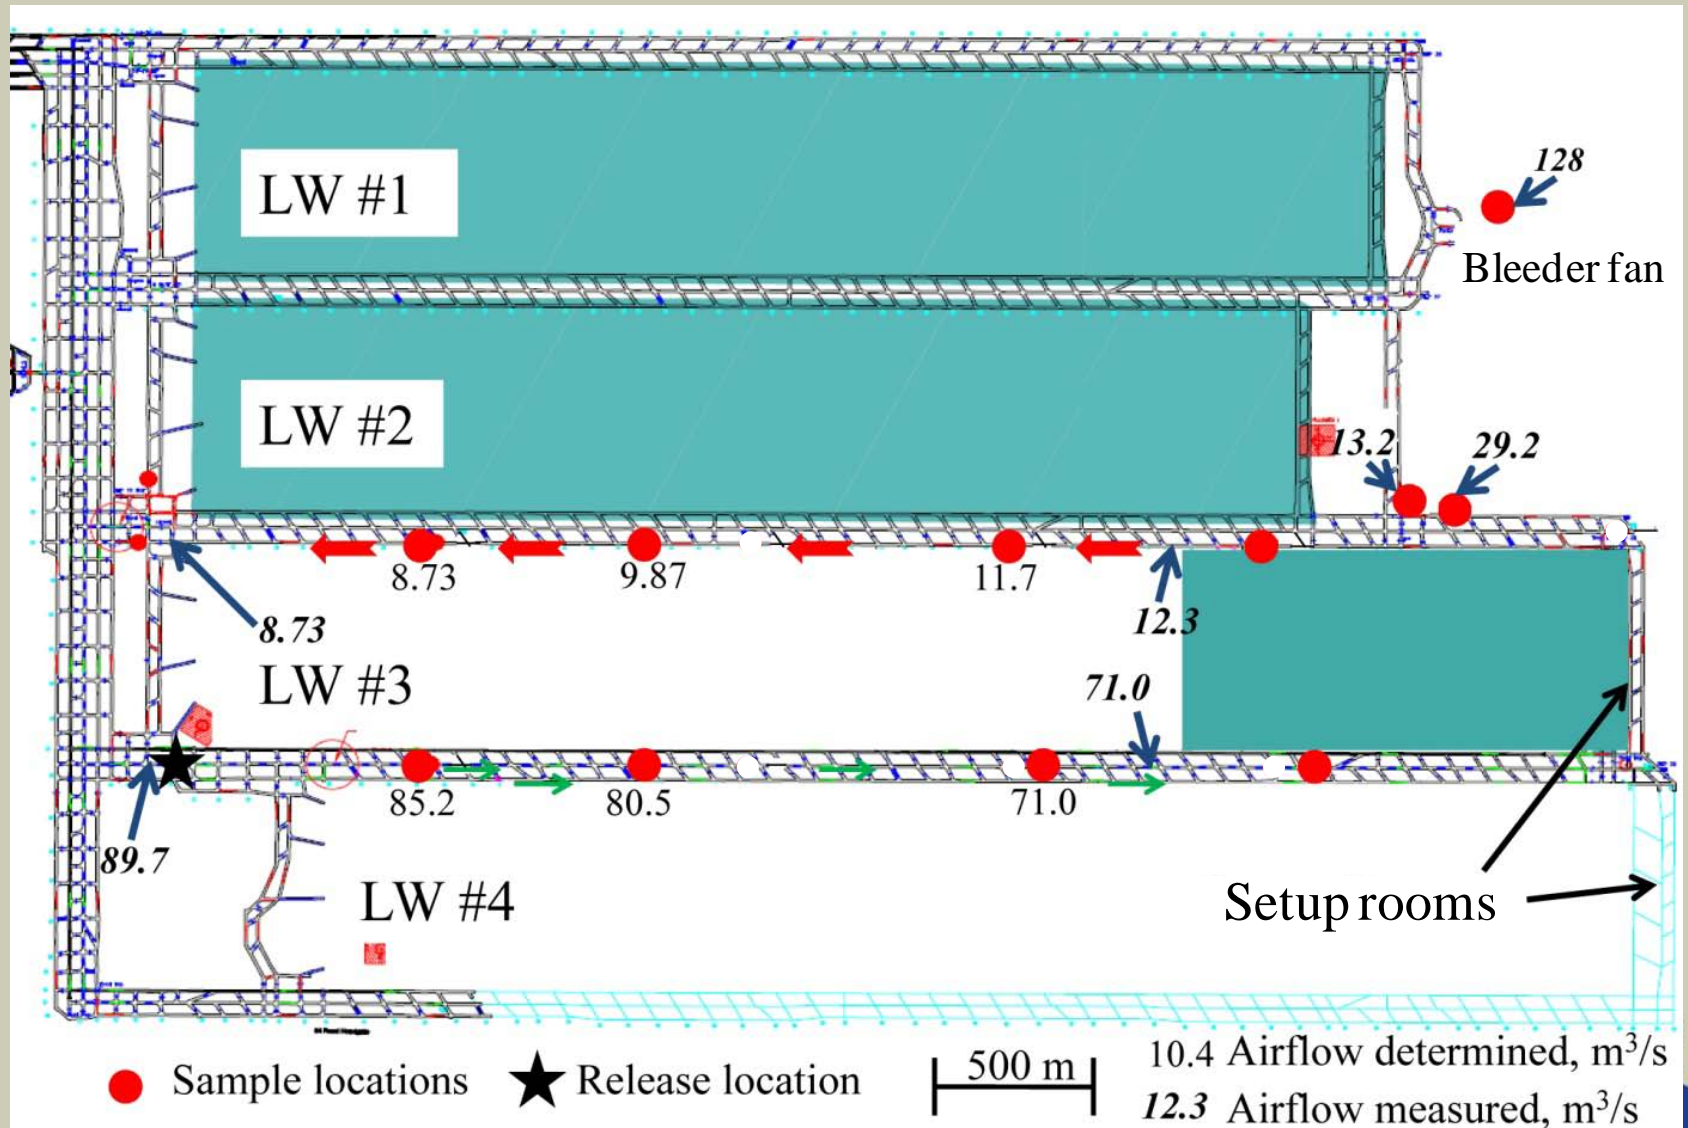 128
LW #1
Bleeder fan
LW #2
13.2
29.2
8.73
9.87
11.7
12.3
8.73
LW #3
71.0
85.2
80.5
71.0
89.7
LW #4
Setup rooms
Sample locations
Release location
500 m
10.4 Airflow determined, m³/s
12.3 Airflow measured, m³/s